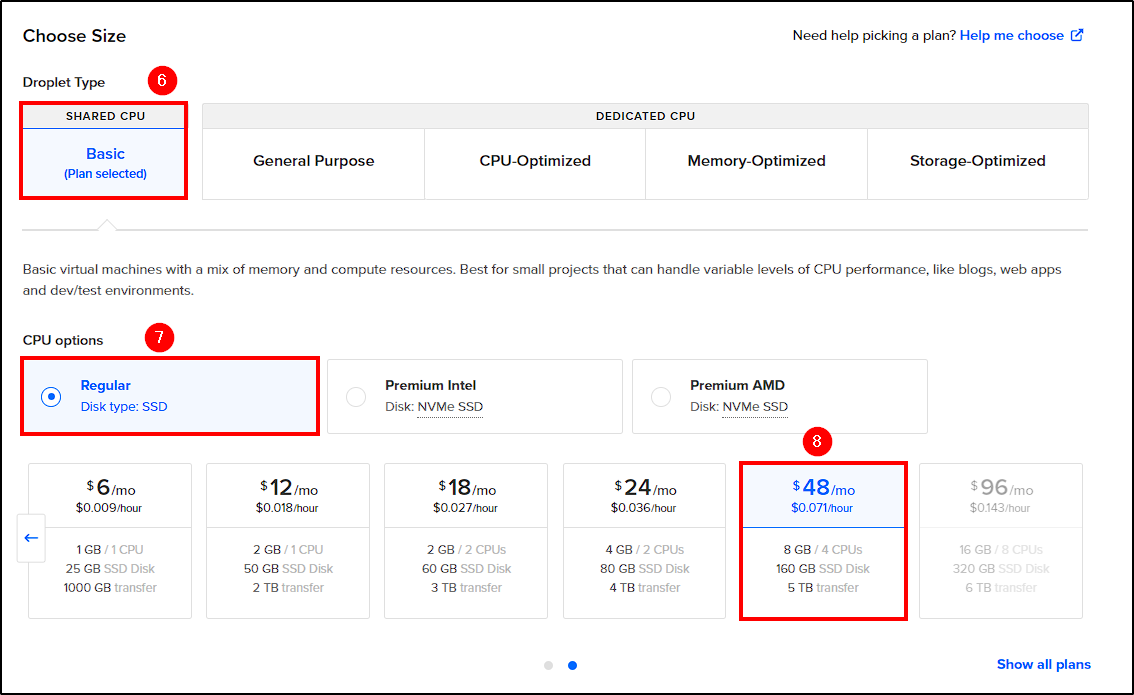 Choose Size
Need help picking a plan? Help me choose
Droplet Type
6
SHARED CPU
Basic
(Plan selected)
DEDICATED CPU
General Purpose
CPU-Optimized
Memory-Optimized
Storage-Optimized
Basic virtual machines with a mix of memory and compute resources. Best for small projects that can handle variable levels of CPU performance, like blogs, web apps
and dev/test environments.
CPU options
7
Regular
Disk type: SSD
Premium Intel
Disk: NVMe SSD
Premium AMD
Disk: NVMe SSD
8
$6/mo
$0.009/hour
1 GB / 1 CPU
25 GB SSD Disk
1000 GB transfer
$12/mo
$0.018/hour
2 GB / 1 CPU
50 GB SSD Disk
2 TB transfer
$18/mo
$0.027/hour
2 GB / 2 CPUs
60 GB SSD Disk
3 TB transfer
$24/mo
$0.036/hour
4 GB / 2 CPUs
80 GB SSD Disk
4 TB transfer
$48/mo
$0.071/hour
8 GB / 4 CPUs
160 GB SSD Disk
5 TB transfer
$96/mo
$0.143/hour
16 GB / 8 CPUs
320 GB SSD Disk
6 TB transfer
Show all plans